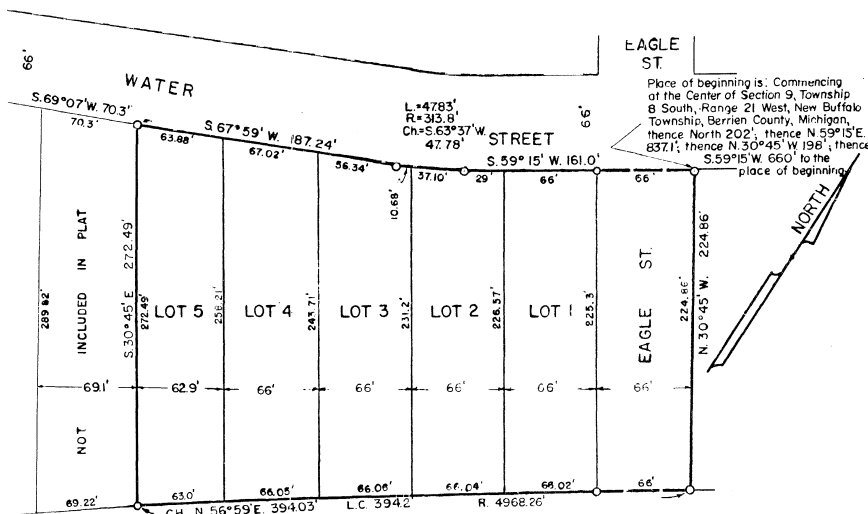 EAGLE
ST.
66'
WATER
STREET
66'
Place of beginning is: Commencing
at the Center of Section 9, Township
8 South, Range 21 West, New Buffalo
Township, Berrien County, Michigan,
thence North 202'; thence N.59°15'E.
837.1'; thence N.30°45'W. 198'; thence
S.59°15'W. 660' to the
place of beginning.
S.69°07'W. 70.3'
70.3'
S. 67°59' W. 187.24'
L.=47.83'
R=313.8'
Ch=S.63°37'W.
47.78'
S. 59° 15' W. 161.0'
63.88'
67.02'
56.34'
10.68'
37.10'
29'
66'
66'
NORTH
289.82'
NOT INCLUDED IN PLAT
S.30°45'E 272.49'
272.49'
LOT 5
258.21'
LOT 4
243.71'
LOT 3
231.2'
LOT 2
226.57'
LOT 1
225.3'
EAGLE ST.
224.86'
N. 30°45' W. 224.86'
69.1'
62.9'
66'
66'
66'
66'
66'
69.22'
63.0'
66.05'
66.06'
66.04'
66.02'
66'
CH. N 56°59'E. 394.03' L.C. 394.2' R. 4968.26'